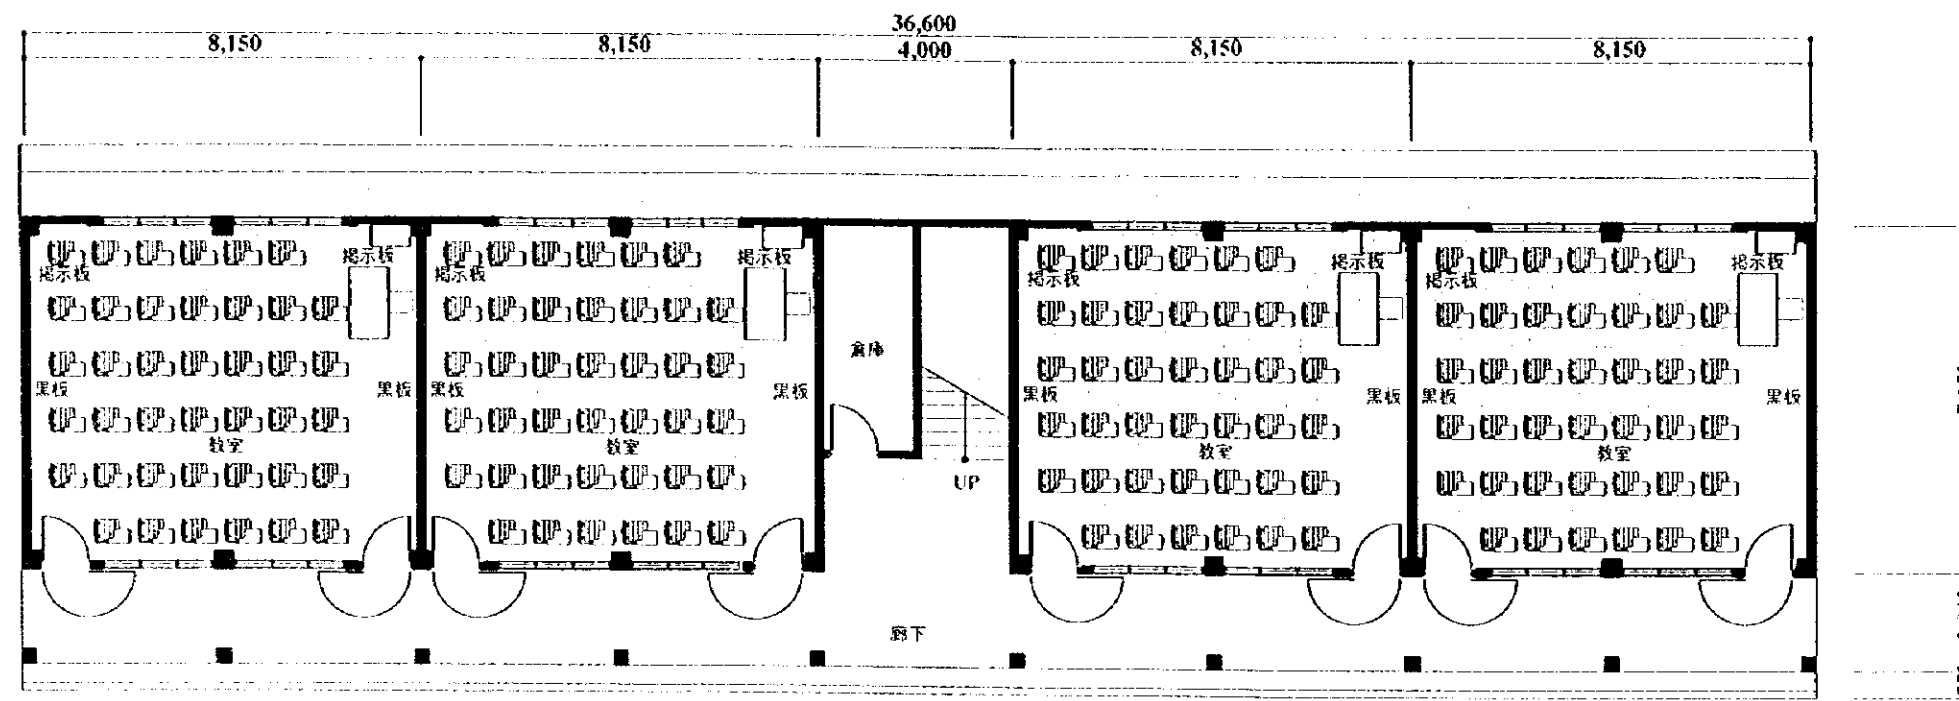 36,600
8,150 8,150 4,000 8,150 8,150
掲示板 掲示板 掲示板 掲示板 掲示板 掲示板 掲示板 掲示板
倉庫
黒板 黒板 黒板 黒板 黒板 黒板 黒板 黒板
教室 教室 教室 教室
UP
廊下